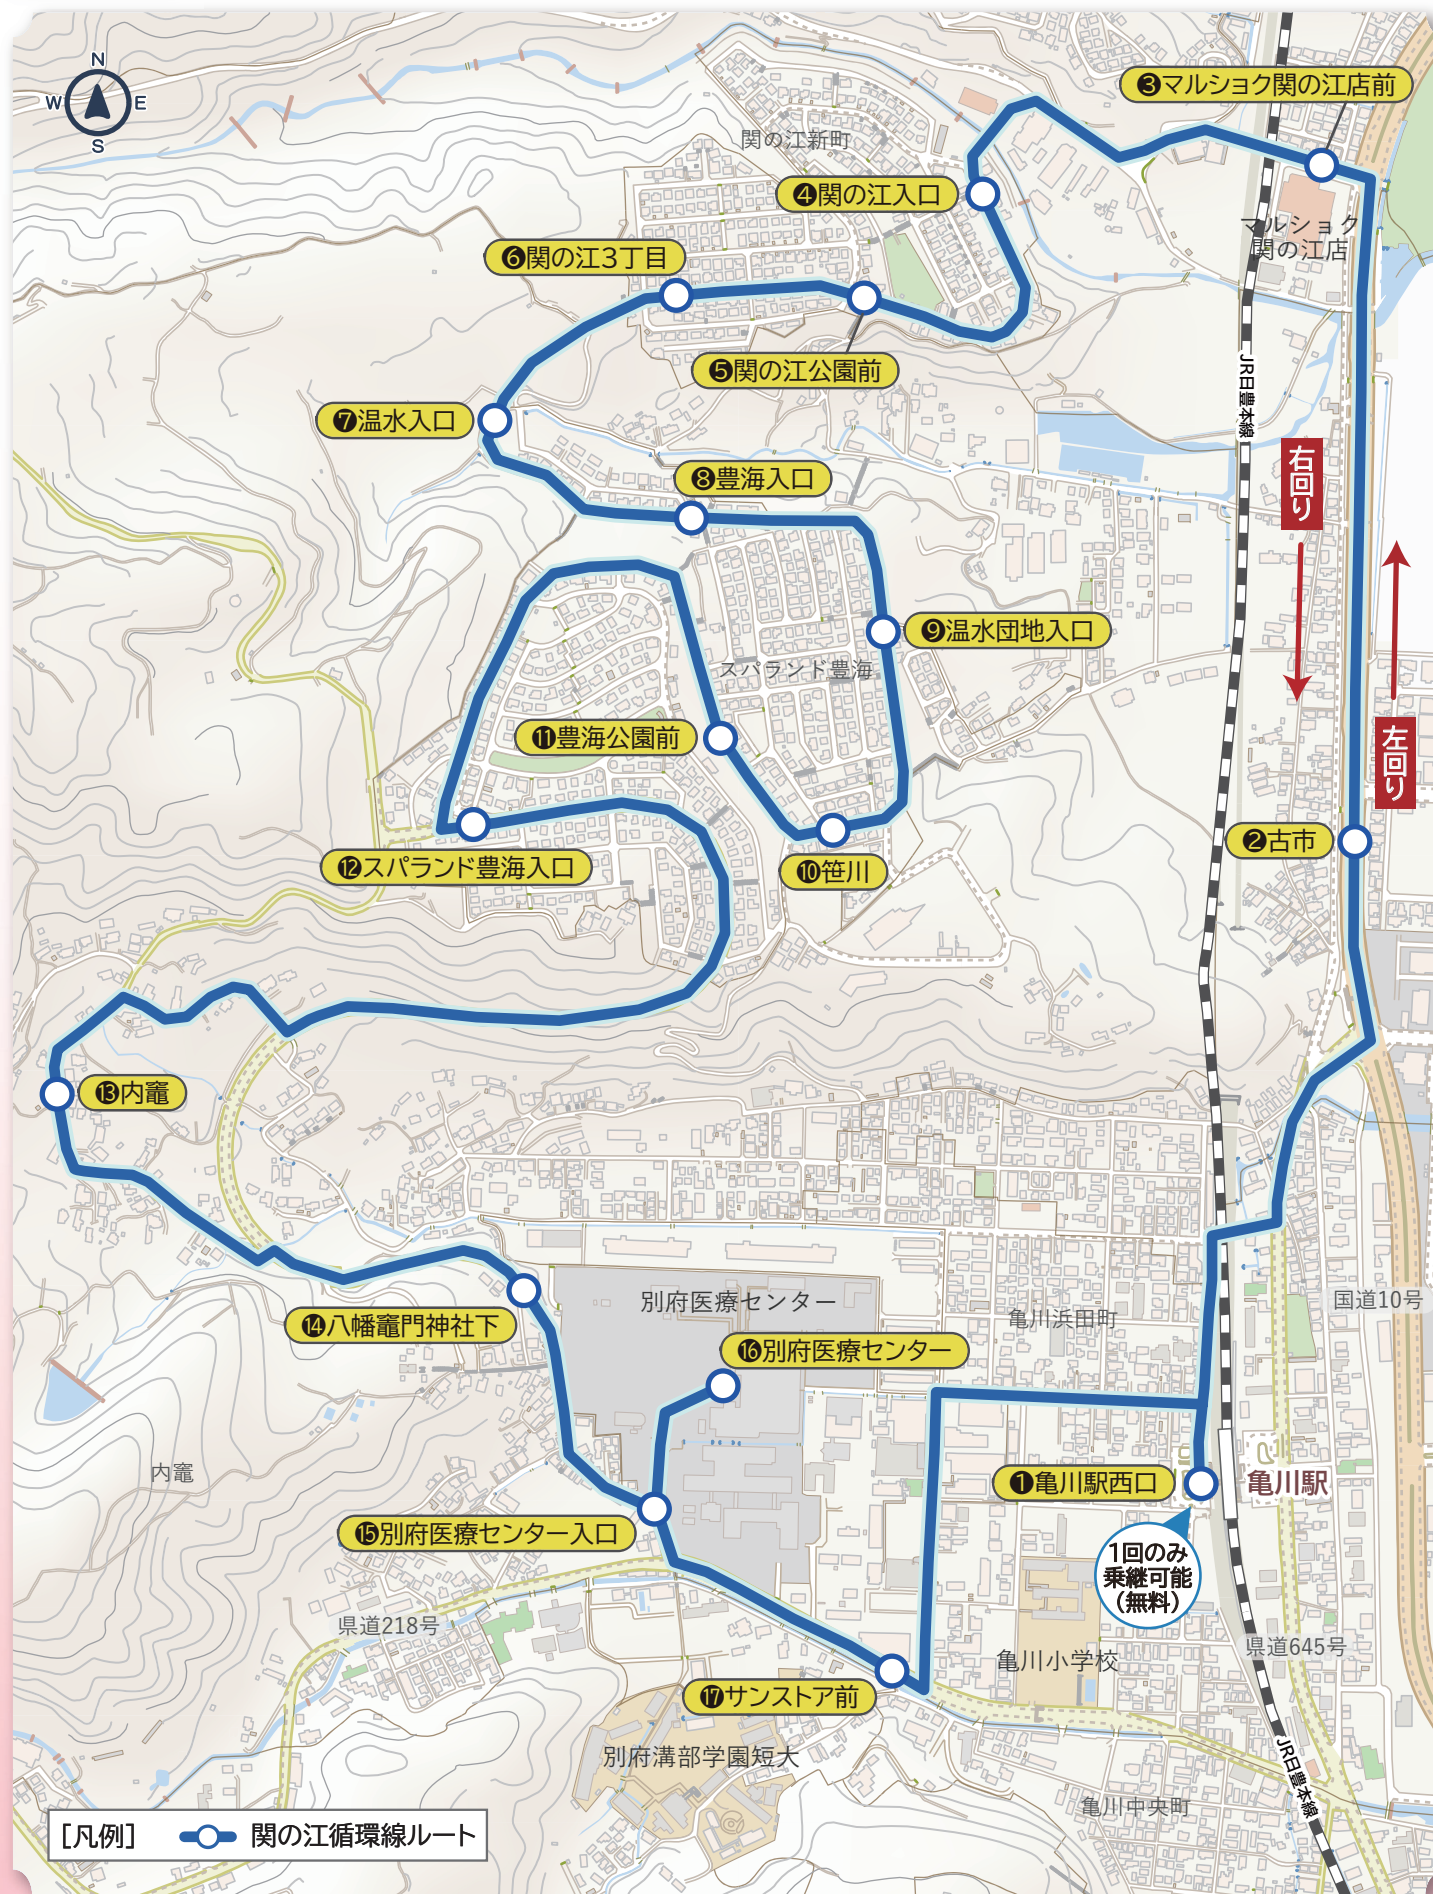 N
W E
S
❸マルショク関の江店前
関の江新町
❹関の江入口
マルショク
関の江店
❻関の江3丁目
❺関の江公園前
JR日豊本線
❼温水入口
右回り
❽豊海入口
❾温水団地入口
スパランド豊海
⓫豊海公園前
左回り
❷古市
⓬スパランド豊海入口
❿笹川
⓭内竈
別府医療センター
国道10号
⓮八幡竈門神社下
亀川浜田町
⓰別府医療センター
内竈
❶亀川駅西口
亀川駅
⓯別府医療センター入口
1回のみ
乗継可能
(無料)
県道218号
県道645号
亀川小学校
⓱サンストア前
別府溝部学園短大
JR日豊本線
亀川中央町
[凡例] 関の江循環線ルート